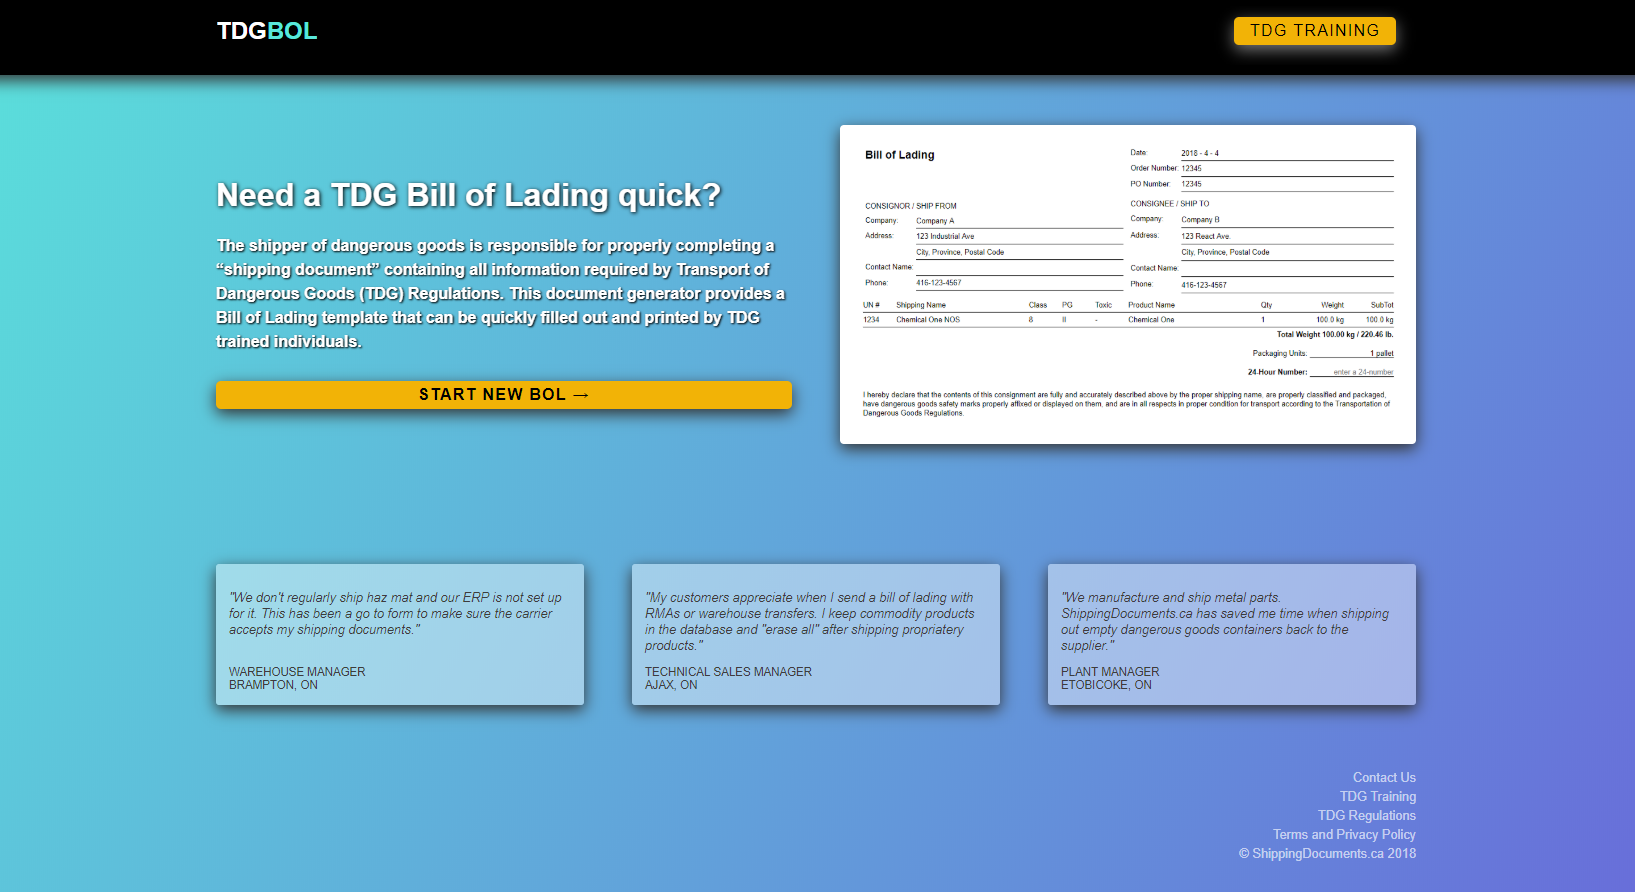 TDGBOL
TDG TRAINING
Need a TDG Bill of Lading quick?
The shipper of dangerous goods is responsible for properly completing a
“shipping document” containing all information required by Transport of
Dangerous Goods (TDG) Regulations. This document generator provides a
Bill of Lading template that can be quickly filled out and printed by TDG
trained individuals.
START NEW BOL →
Bill of Lading
Date: 2018 - 4 - 4
Order Number: 12345
PO Number: 12345
CONSIGNOR / SHIP FROM
Company: Company A
Address: 123 Industrial Ave
City, Province, Postal Code
Contact Name:
Phone: 416-123-4567
CONSIGNEE / SHIP TO
Company: Company B
Address: 123 React Ave.
City, Province, Postal Code
Contact Name:
Phone: 416-123-4567
UN # Shipping Name Class PG Toxic Product Name Qty Weight SubTot
1234 Chemical One NOS 8 II - Chemical One 1 100.0 kg 100.0 kg
Total Weight 100.00 kg / 220.46 lb.
Packaging Units: 1 pallet
24-Hour Number: enter a 24-number
I hereby declare that the contents of this consignment are fully and accurately described above by the proper shipping name, are properly classified and packaged,
have dangerous goods safety marks properly affixed or displayed on them, and are in all respects in proper condition for transport according to the Transportation of
Dangerous Goods Regulations.
"We don't regularly ship haz mat and our ERP is not set up
for it. This has been a go to form to make sure the carrier
accepts my shipping documents."
WAREHOUSE MANAGER
BRAMPTON, ON
"My customers appreciate when I send a bill of lading with
RMAs or warehouse transfers. I keep commodity products
in the database and "erase all" after shipping propriatery
products."
TECHNICAL SALES MANAGER
AJAX, ON
"We manufacture and ship metal parts.
ShippingDocuments.ca has saved me time when shipping
out empty dangerous goods containers back to the
supplier."
PLANT MANAGER
ETOBICOKE, ON
Contact Us
TDG Training
TDG Regulations
Terms and Privacy Policy
© ShippingDocuments.ca 2018